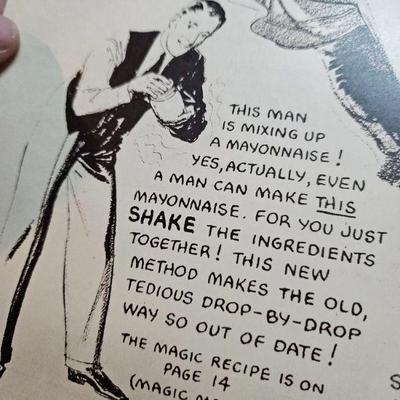 THIS MAN
IS MIXING UP
A MAYONNAISE!
YES, ACTUALLY, EVEN
A MAN CAN MAKE THIS
MAYONNAISE. FOR YOU JUST
SHAKE THE INGREDIENTS
TOGETHER! THIS NEW
METHOD MAKES THE OLD,
TEDIOUS DROP-BY-DROP
WAY SO OUT OF DATE!
THE MAGIC RECIPE IS ON
PAGE 14
(MAGIC
S